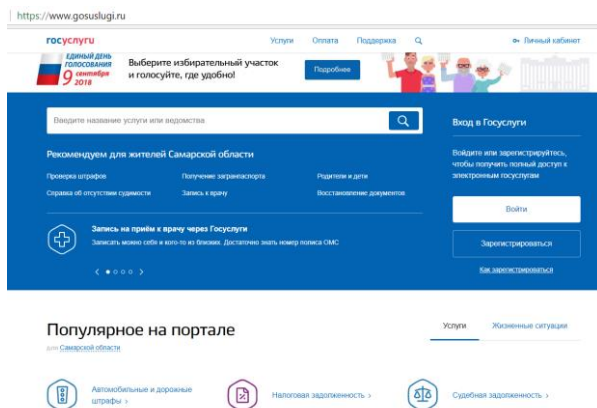 https://www.gosuslugi.ru
госуслуги Услуги Оплата Поддержка Личный кабинет
ЕДИНЫЙ ДЕНЬ
ГОЛОСОВАНИЯ
9 сентября
2018
Выберите избирательный участок
и голосуйте, где удобно!
Подробнее
Введите название услуги или ведомства
Вход в Госуслуги
Рекомендуем для жителей Самарской области
Войдите или зарегистрируйтесь,
чтобы получить полный доступ к
электронным госуслугам
Проверка штрафов Получение загранпаспорта Родители и дети
Справка об отсутствии судимости Запись к врачу Восстановление документов
Войти
Запись на приём к врачу через Госуслуги
Записать можно себя и кого-то из близких. Достаточно знать номер полиса ОМС
Зарегистрироваться
Как зарегистрироваться
Популярное на портале
Услуги Жизненные ситуации
для Самарской области
Автомобильные и дорожные
штрафы >
Налоговая задолженность >
Судебная задолженность >